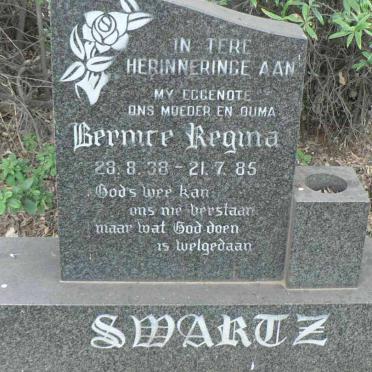 IN TERE
HERINNERINGE AAN
MY EGGENOTE
ONS MOEDER EN OUMA
Bernice Regina
28.8.38 - 21.7.85
God's weë kan
ons nie verstaan
maar wat God doen
is welgedaan
SWARTZ